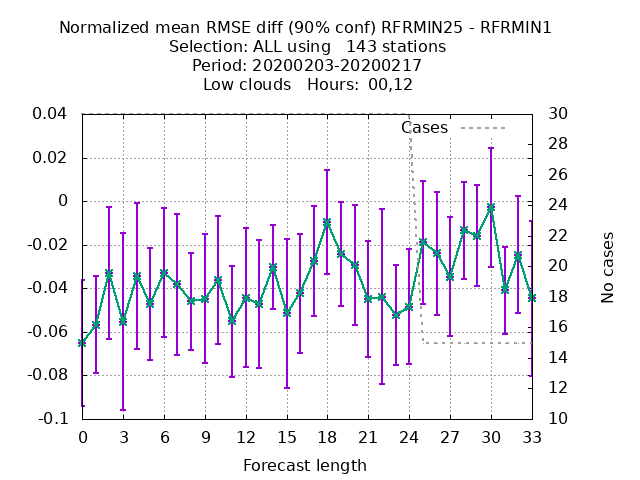 Normalized mean RMSE diff (90% conf) RFRMIN25 - RFRMIN1
Selection: ALL using   143 stations
Period: 20200203-20200217
Low clouds   Hours:  00,12
Cases
0.04
0.02
0
-0.02
-0.04
-0.06
-0.08
-0.1
30
28
26
24
22
20
18
16
14
12
10
No cases
0 3 6 9 12 15 18 21 24 27 30 33
Forecast length